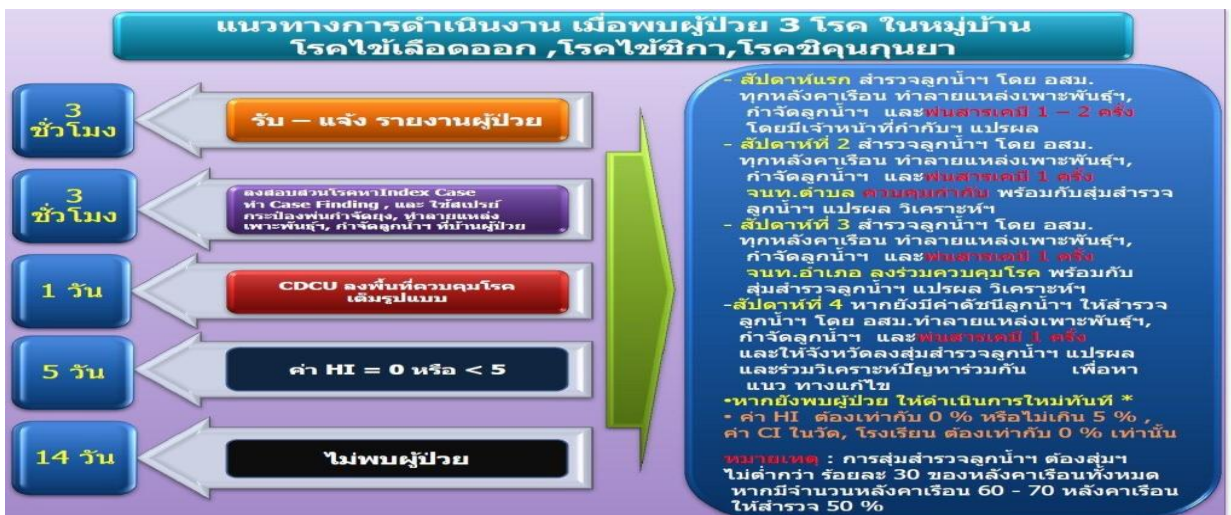 แนวทางการดำเนินงาน เมื่อพบผู้ป่วย 3 โรค ในหมู่บ้าน
โรคไข้เลือดออก ,โรคไข้ซิกา,โรคชิคุนกุนยา
3
ชั่วโมง
รับ – แจ้ง รายงานผู้ป่วย
3
ชั่วโมง
ลงสอบสวนโรคหาIndex Case
ทำ Case Finding , และ ใช้สเปรย์
กระป๋องพ่นกำจัดยุง, ทำลายแหล่ง
เพาะพันธุ์ฯ, กำจัดลูกน้ำฯ ที่บ้านผู้ป่วย
1 วัน
CDCU ลงพื้นที่ควบคุมโรค
เต็มรูปแบบ
5 วัน
ค่า HI = 0 หรือ < 5
14 วัน
ไม่พบผู้ป่วย
- สัปดาห์แรก สำรวจลูกน้ำฯ โดย อสม.
ทุกหลังคาเรือน ทำลายแหล่งเพาะพันธุ์ฯ,
กำจัดลูกน้ำฯ และพ่นสารเคมี 1 – 2 ครั้ง
โดยมีเจ้าหน้าที่กำกับฯ แปรผล
- สัปดาห์ที่ 2 สำรวจลูกน้ำฯ โดย อสม.
ทุกหลังคาเรือน ทำลายแหล่งเพาะพันธุ์ฯ,
กำจัดลูกน้ำฯ และพ่นสารเคมี 1 ครั้ง
จนท.ตำบล ควบคุมกำกับ พร้อมกับสุ่มสำรวจ
ลูกน้ำฯ แปรผล วิเคราะห์ฯ
- สัปดาห์ที่ 3 สำรวจลูกน้ำฯ โดย อสม.
ทุกหลังคาเรือน ทำลายแหล่งเพาะพันธุ์ฯ,
กำจัดลูกน้ำฯ และพ่นสารเคมี 1 ครั้ง
จนท.อำเภอ ลงร่วมควบคุมโรค พร้อมกับ
สุ่มสำรวจลูกน้ำฯ แปรผล วิเคราะห์ฯ
-สัปดาห์ที่ 4 หากยังมีค่าดัชนีลูกน้ำฯ ให้สำรวจ
ลูกน้ำฯ โดย อสม.ทำลายแหล่งเพาะพันธุ์ฯ,
กำจัดลูกน้ำฯ และพ่นสารเคมี 1 ครั้ง
และให้จังหวัดลงสุ่มสำรวจลูกน้ำฯ แปรผล
และร่วมวิเคราะห์ปัญหาร่วมกัน เพื่อหา
แนว ทางแก้ไข
•หากยังพบผู้ป่วย ให้ดำเนินการใหม่ทันที *
• ค่า HI ต้องเท่ากับ 0 % หรือไม่เกิน 5 % ,
ค่า CI ในวัด, โรงเรียน ต้องเท่ากับ 0 % เท่านั้น
หมายเหตุ : การสุ่มสำรวจลูกน้ำฯ ต้องสุ่มฯ
ไม่ต่ำกว่า ร้อยละ 30 ของหลังคาเรือนทั้งหมด
หากมีจำนวนหลังคาเรือน 60 - 70 หลังคาเรือน
ให้สำรวจ 50 %